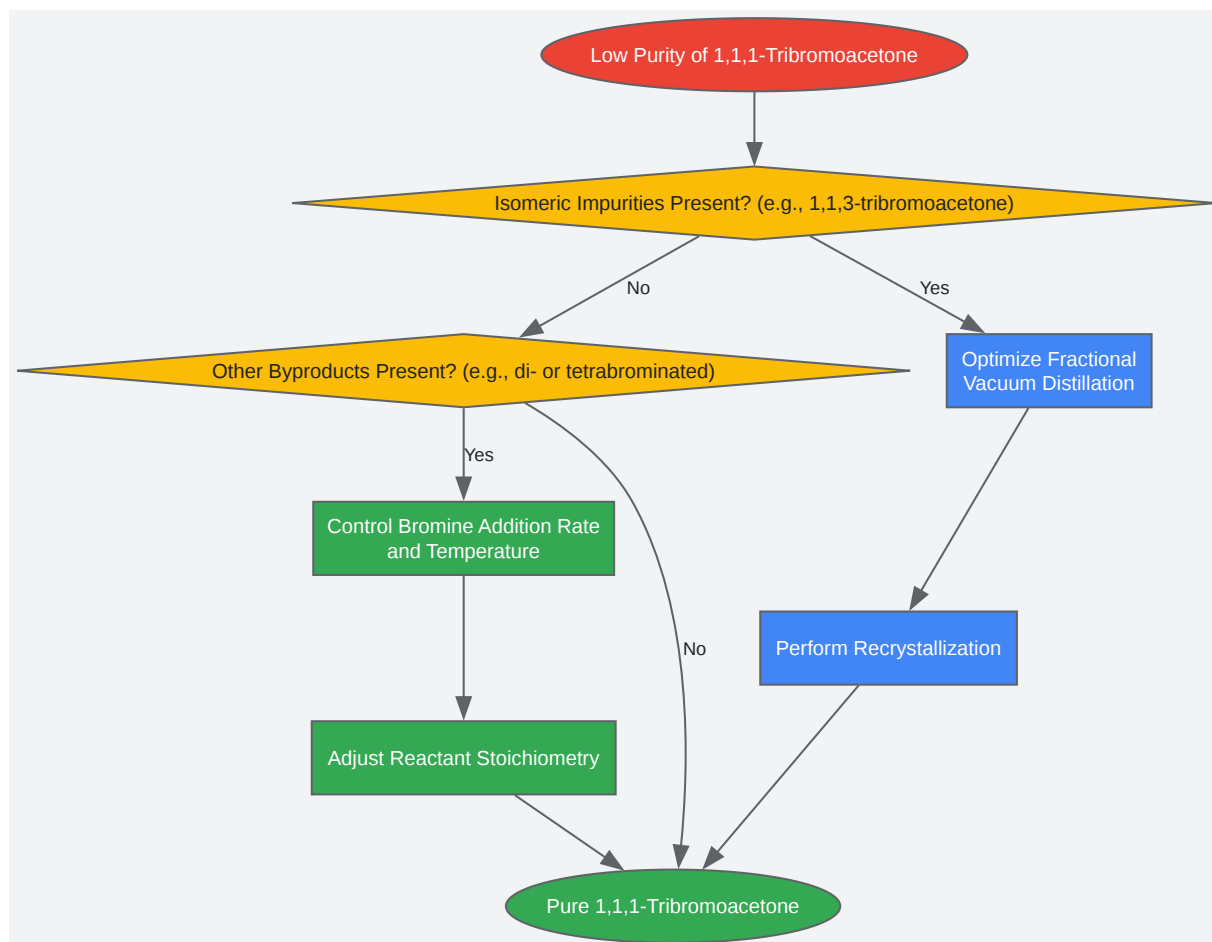 Low Purity of 1,1,1-Tribromoacetone
Isomeric Impurities Present? (e.g., 1,1,3-tribromoacetone)
No
Yes
Other Byproducts Present? (e.g., di- or tetrabrominated)
Optimize Fractional
Vacuum Distillation
Yes
Control Bromine Addition Rate
and Temperature
No
Perform Recrystallization
Adjust Reactant Stoichiometry
Pure 1,1,1-Tribromoacetone